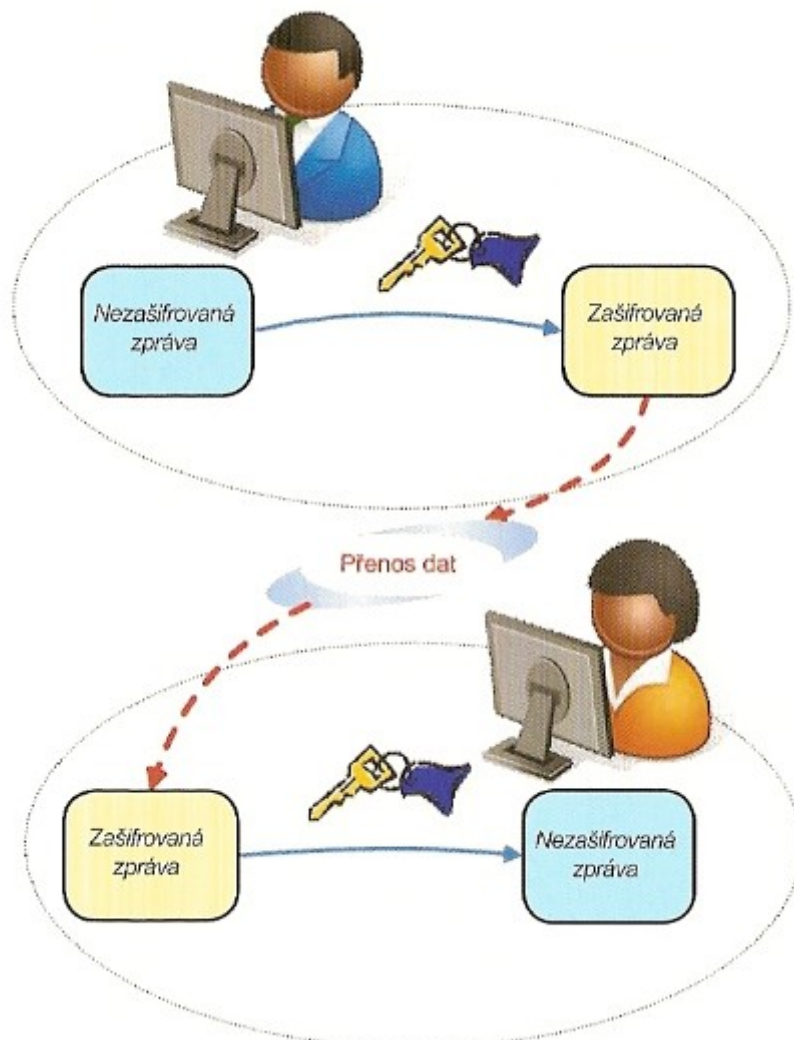 Nezašifrovaná
zpráva
Zašifrovaná
zpráva
Přenos dat
Zašifrovaná
zpráva
Nezašifrovaná
zpráva